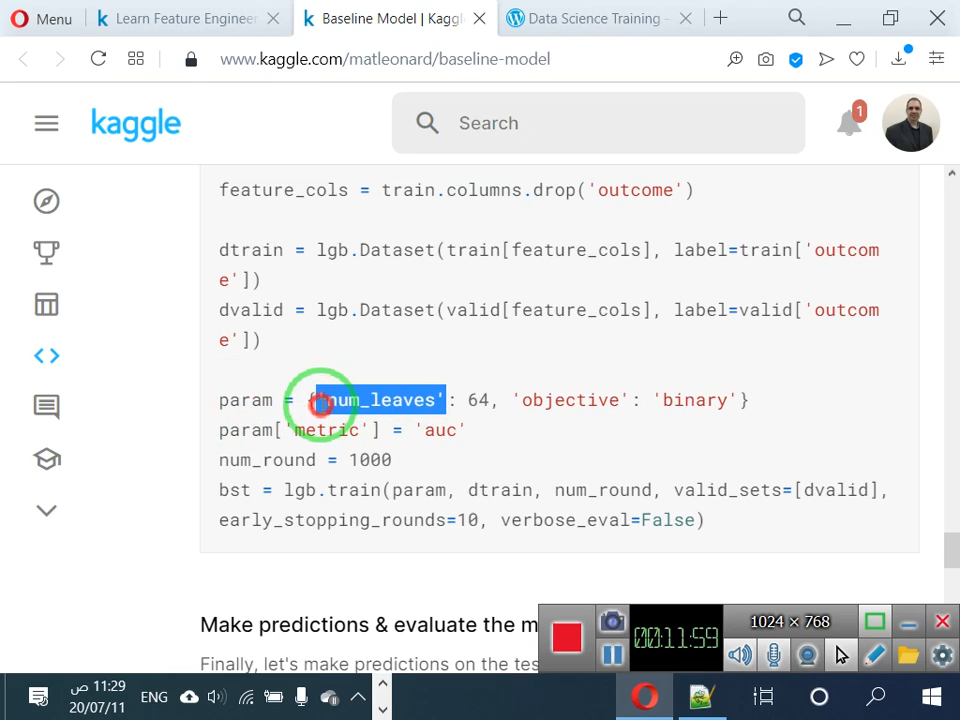 Menu
Learn Feature Engineer
Baseline Model | Kaggl
Data Science Training -
www.kaggle.com/matleonard/baseline-model
kaggle
Search
1
feature_cols = train.columns.drop('outcome')
dtrain = lgb.Dataset(train[feature_cols], label=train['outcom
e'])
dvalid = lgb.Dataset(valid[feature_cols], label=valid['outcom
e'])
param = {'num_leaves': 64, 'objective': 'binary'}
param['metric'] = 'auc'
num_round = 1000
bst = lgb.train(param, dtrain, num_round, valid_sets=[dvalid],
early_stopping_rounds=10, verbose_eval=False)
Make predictions & evaluate the m
Finally, let's make predictions on the tes
00:11:59
1024 × 768
11:29 ص
20/07/11
ENG